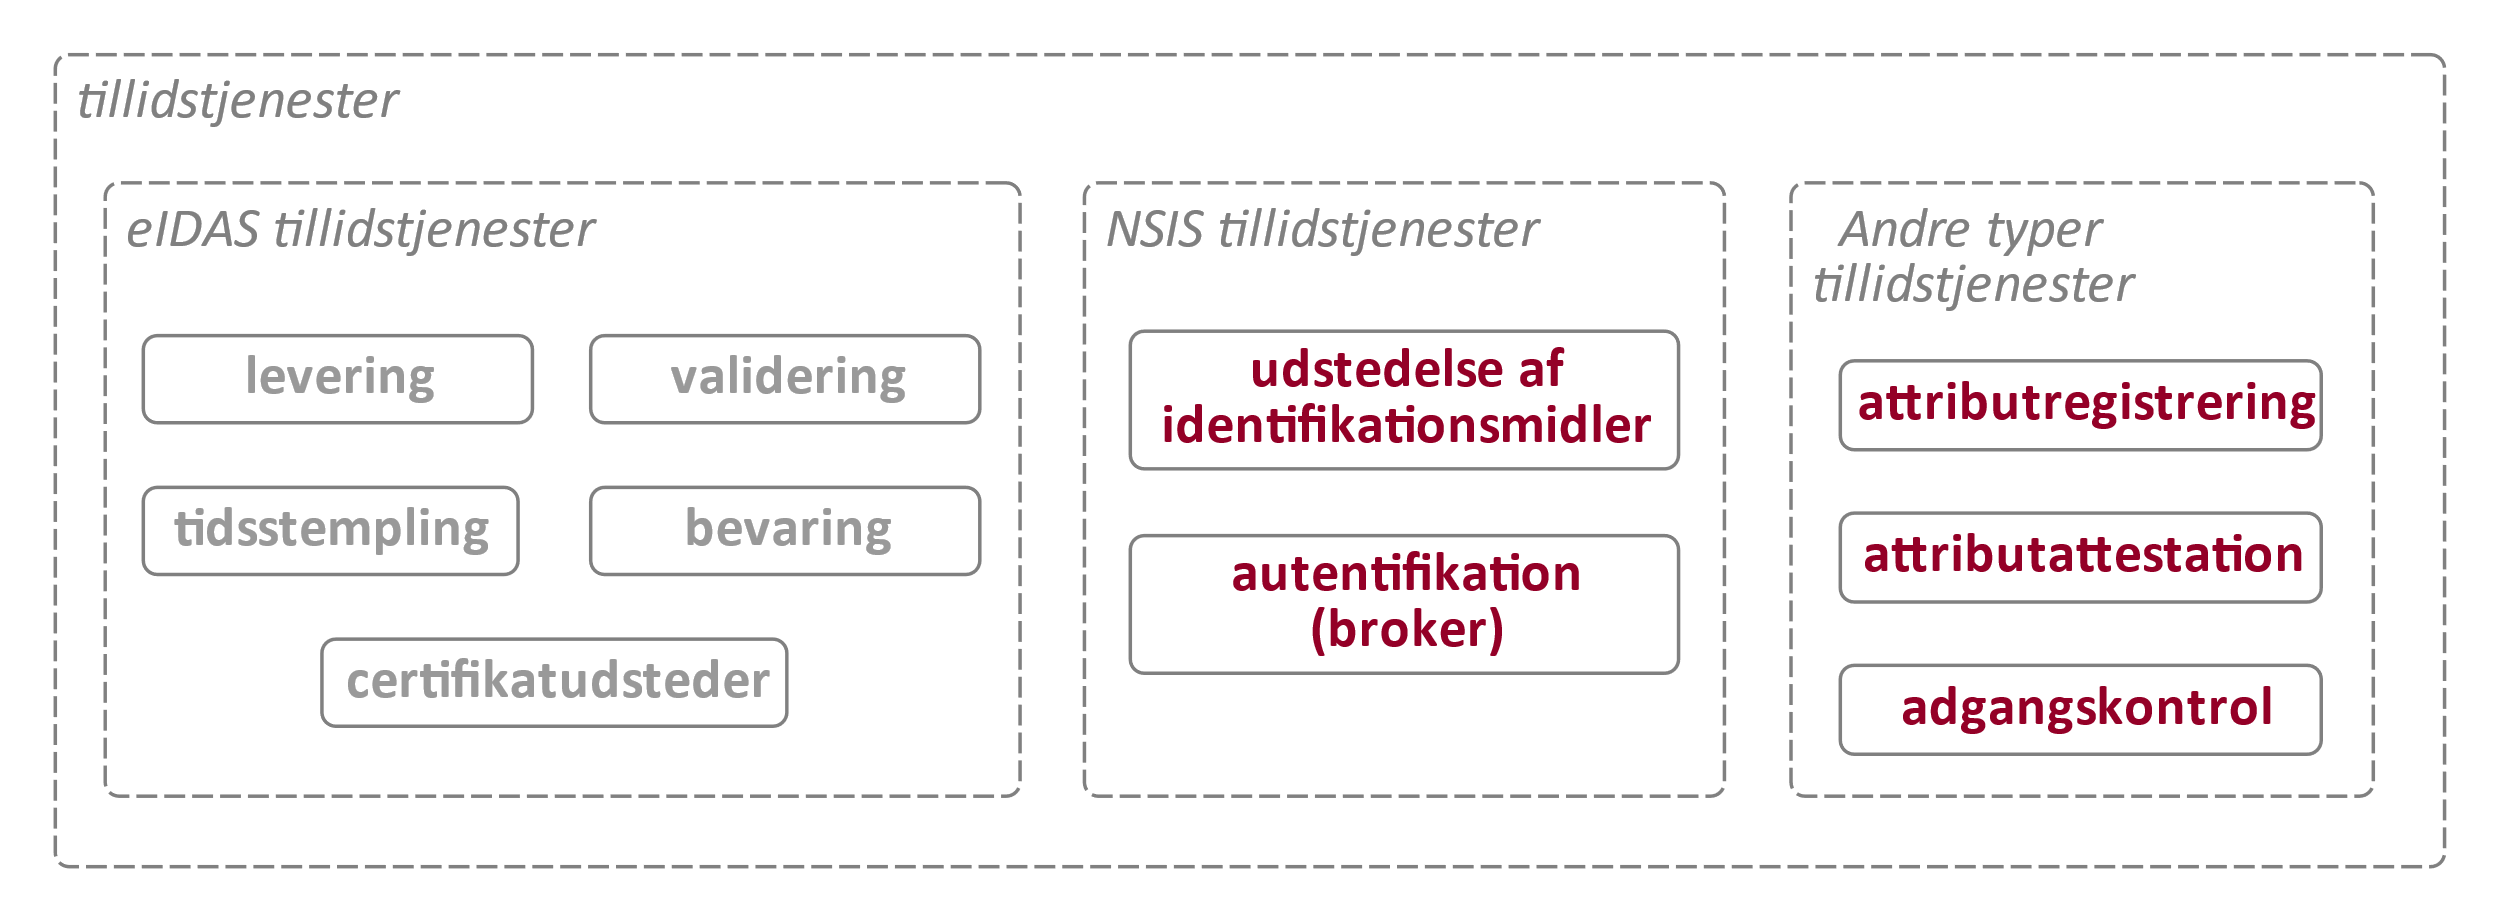 tillidstjenester
eIDAS tillidstjenester
levering
validering
tidsstempling
bevaring
certifikatudsteder
NSIS tillidstjenester
udstedelse af
identifikationsmidler
autentifikation
(broker)
Andre typer
tillidstjenester
attributregistrering
attributattestation
adgangskontrol